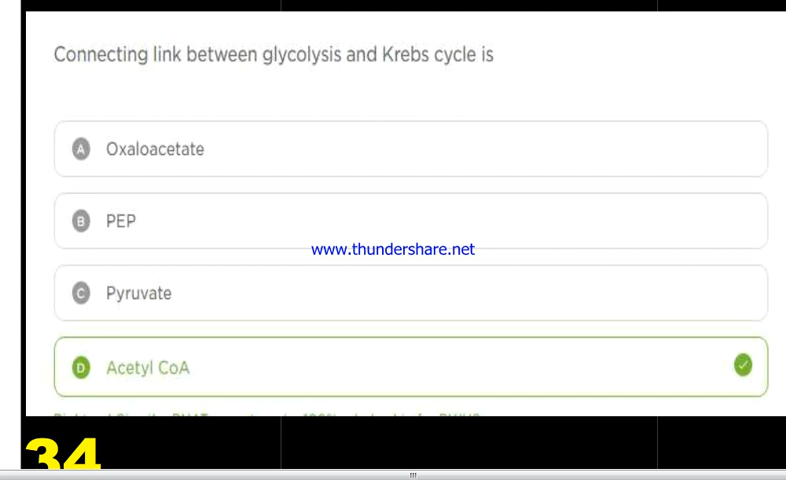 Connecting link between glycolysis and Krebs cycle is
A Oxaloacetate
B PEP
www.thundershare.net
C Pyruvate
D Acetyl CoA
34